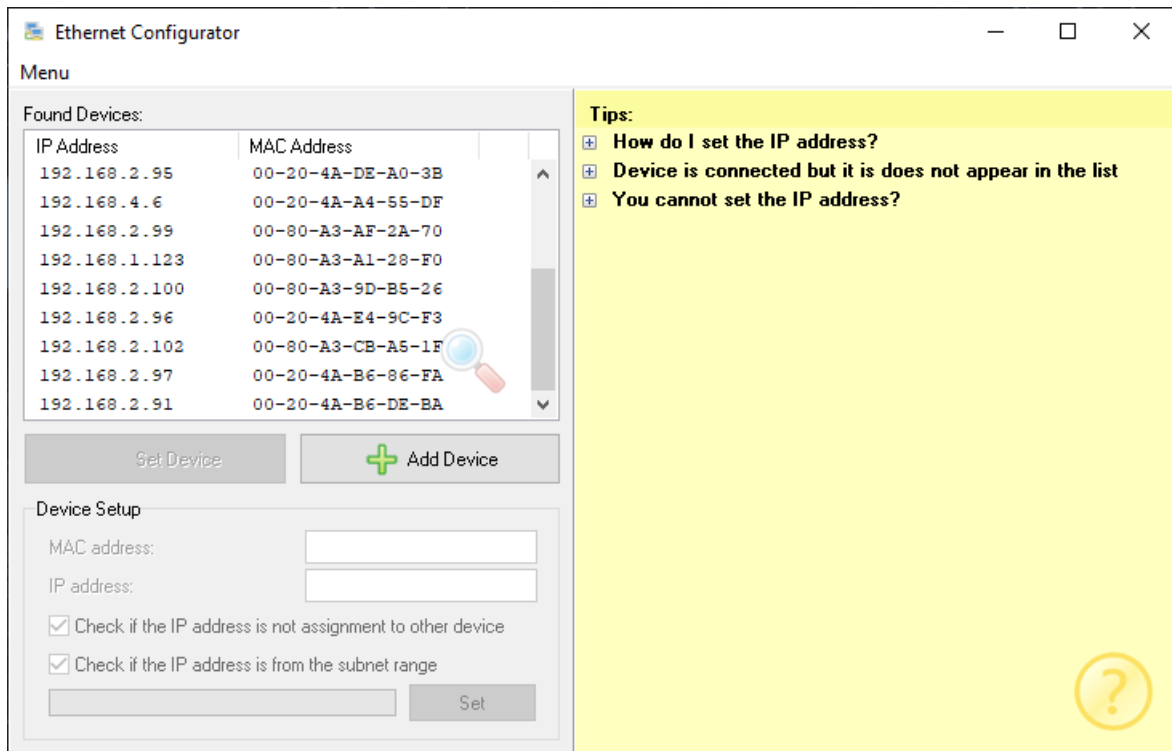 Ethernet Configurator
Menu
Found Devices:
IP Address MAC Address
192.168.2.95 00-20-4A-DE-A0-3B
192.168.4.6 00-20-4A-A4-55-DF
192.168.2.99 00-80-A3-AF-2A-70
192.168.1.123 00-80-A3-A1-28-F0
192.168.2.100 00-80-A3-9D-B5-26
192.168.2.96 00-20-4A-E4-9C-F3
192.168.2.102 00-80-A3-CB-A5-1F
192.168.2.97 00-20-4A-B6-86-FA
192.168.2.91 00-20-4A-B6-DE-BA
Set Device Add Device
Device Setup
MAC address:
IP address:
Check if the IP address is not assignment to other device
Check if the IP address is from the subnet range
Set
Tips:
How do I set the IP address?
Device is connected but it is does not appear in the list
You cannot set the IP address?